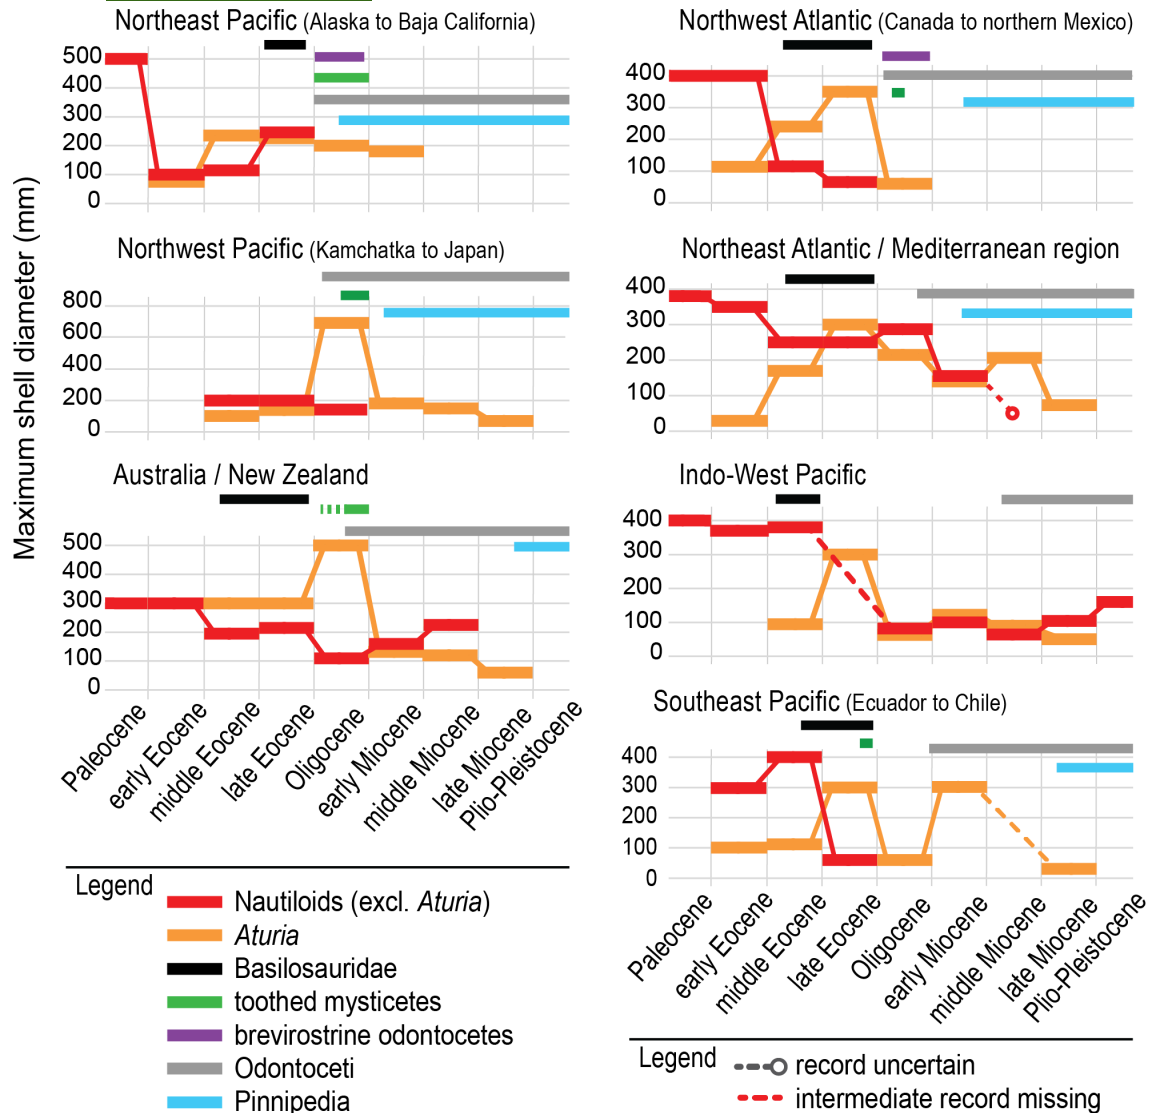 Northeast Pacific (Alaska to Baja California)
500
400
300
200
100
0
Northwest Pacific (Kamchatka to Japan)
800
600
400
200
0
Australia / New Zealand
500
400
300
200
100
0
Maximum shell diameter (mm)
Paleocene
early Eocene
middle Eocene
late Eocene
Oligocene
early Miocene
middle Miocene
late Miocene
Plio-Pleistocene
Northwest Atlantic (Canada to northern Mexico)
400
300
200
100
0
Northeast Atlantic / Mediterranean region
400
300
200
100
0
Indo-West Pacific
400
300
200
100
0
Southeast Pacific (Ecuador to Chile)
400
300
200
100
0
Paleocene
early Eocene
middle Eocene
late Eocene
Oligocene
early Miocene
middle Miocene
late Miocene
Plio-Pleistocene
Legend
Nautiloids (excl. Aturia)
Aturia
Basilosauridae
toothed mysticetes
brevirostrine odontocetes
Odontoceti
Pinnipedia
Legend
record uncertain
intermediate record missing